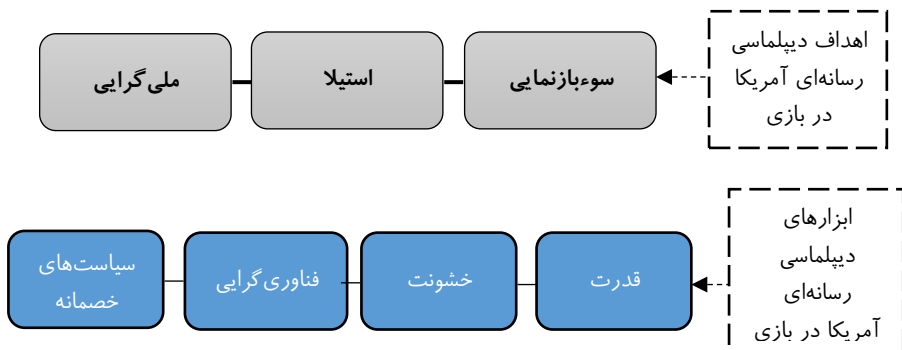 اهداف دیپلماسی
رسانه‌ای آمریکا
در بازی
سوءبازنمایی
استیلا
ملی‌گرایی
ابزارهای
دیپلماسی
رسانه‌ای
آمریکا در بازی
قدرت
خشونت
فناوری‌گرایی
سیاست‌های
خصمانه